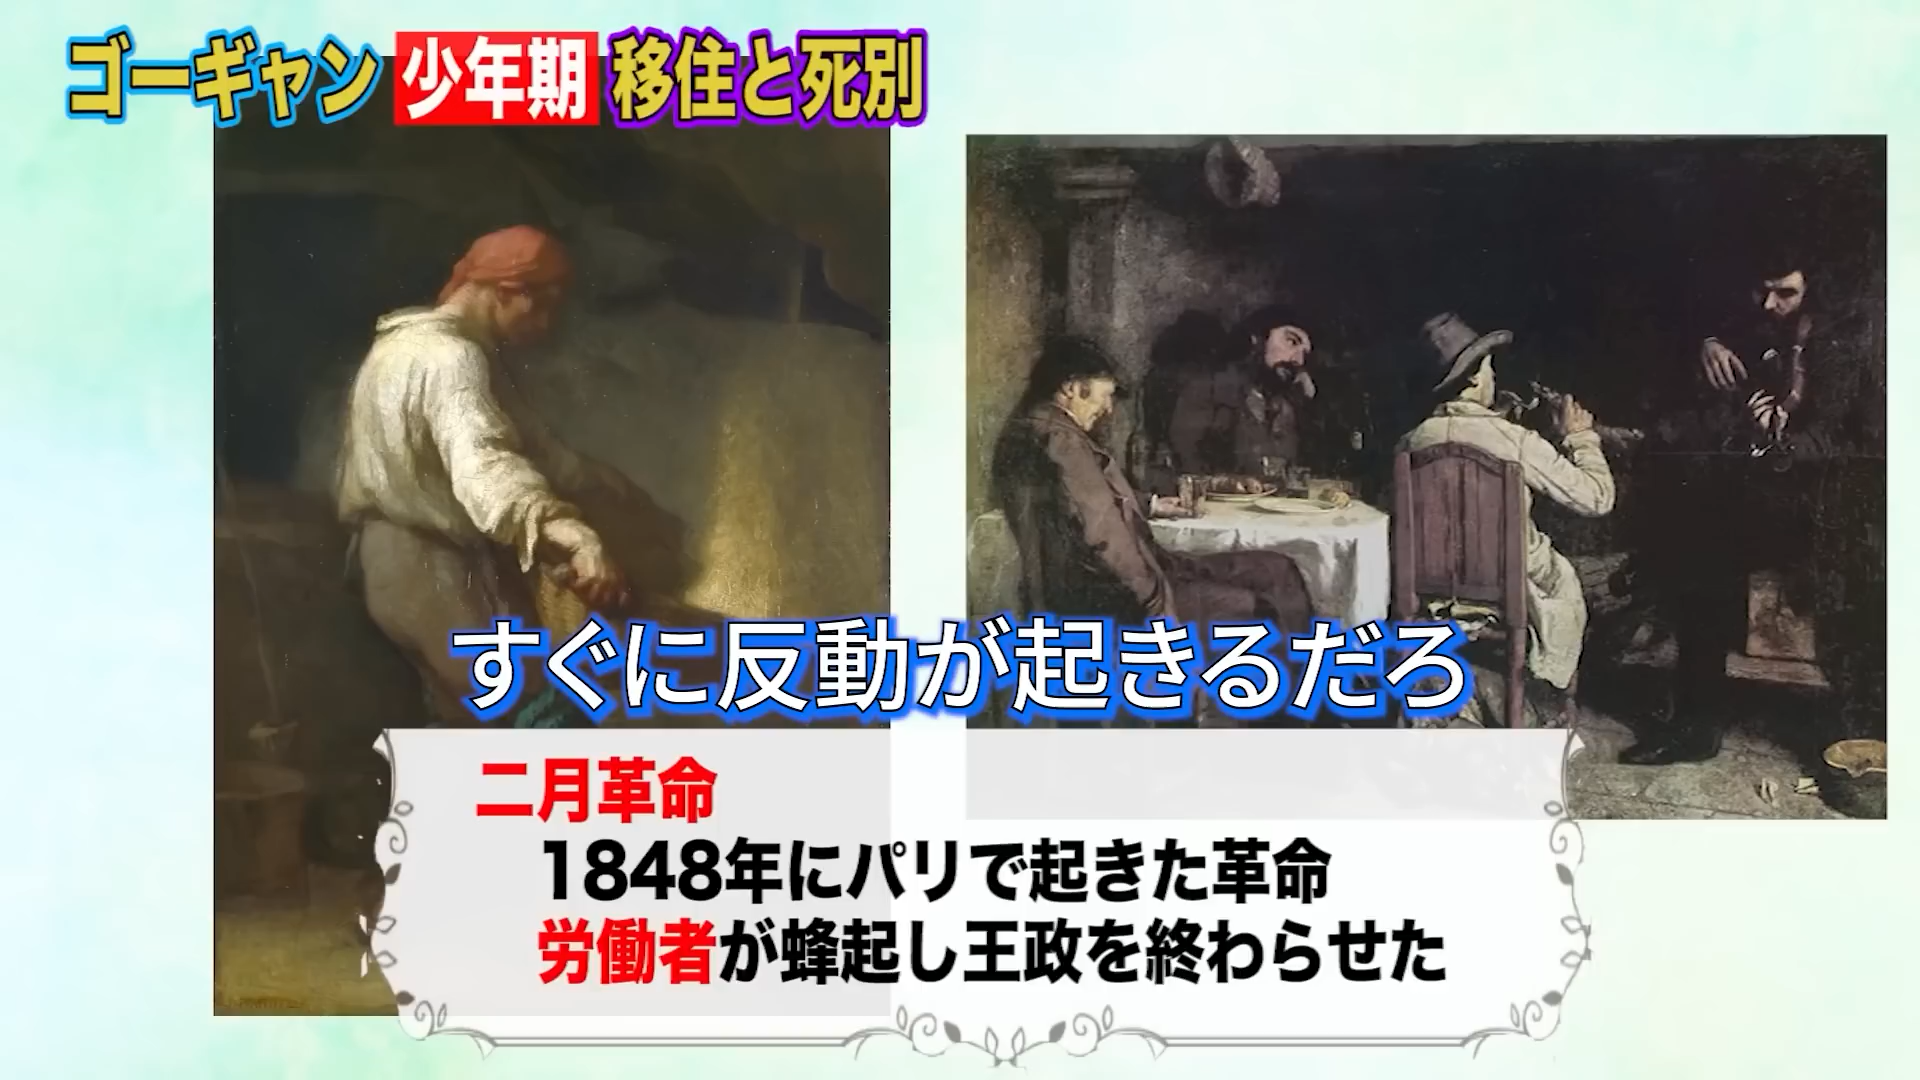 ゴーギャン 少年期 移住と死別
すぐに反動が起きるだろ
二月革命
1848年にパリで起きた革命
労働者が蜂起し王政を終わらせた